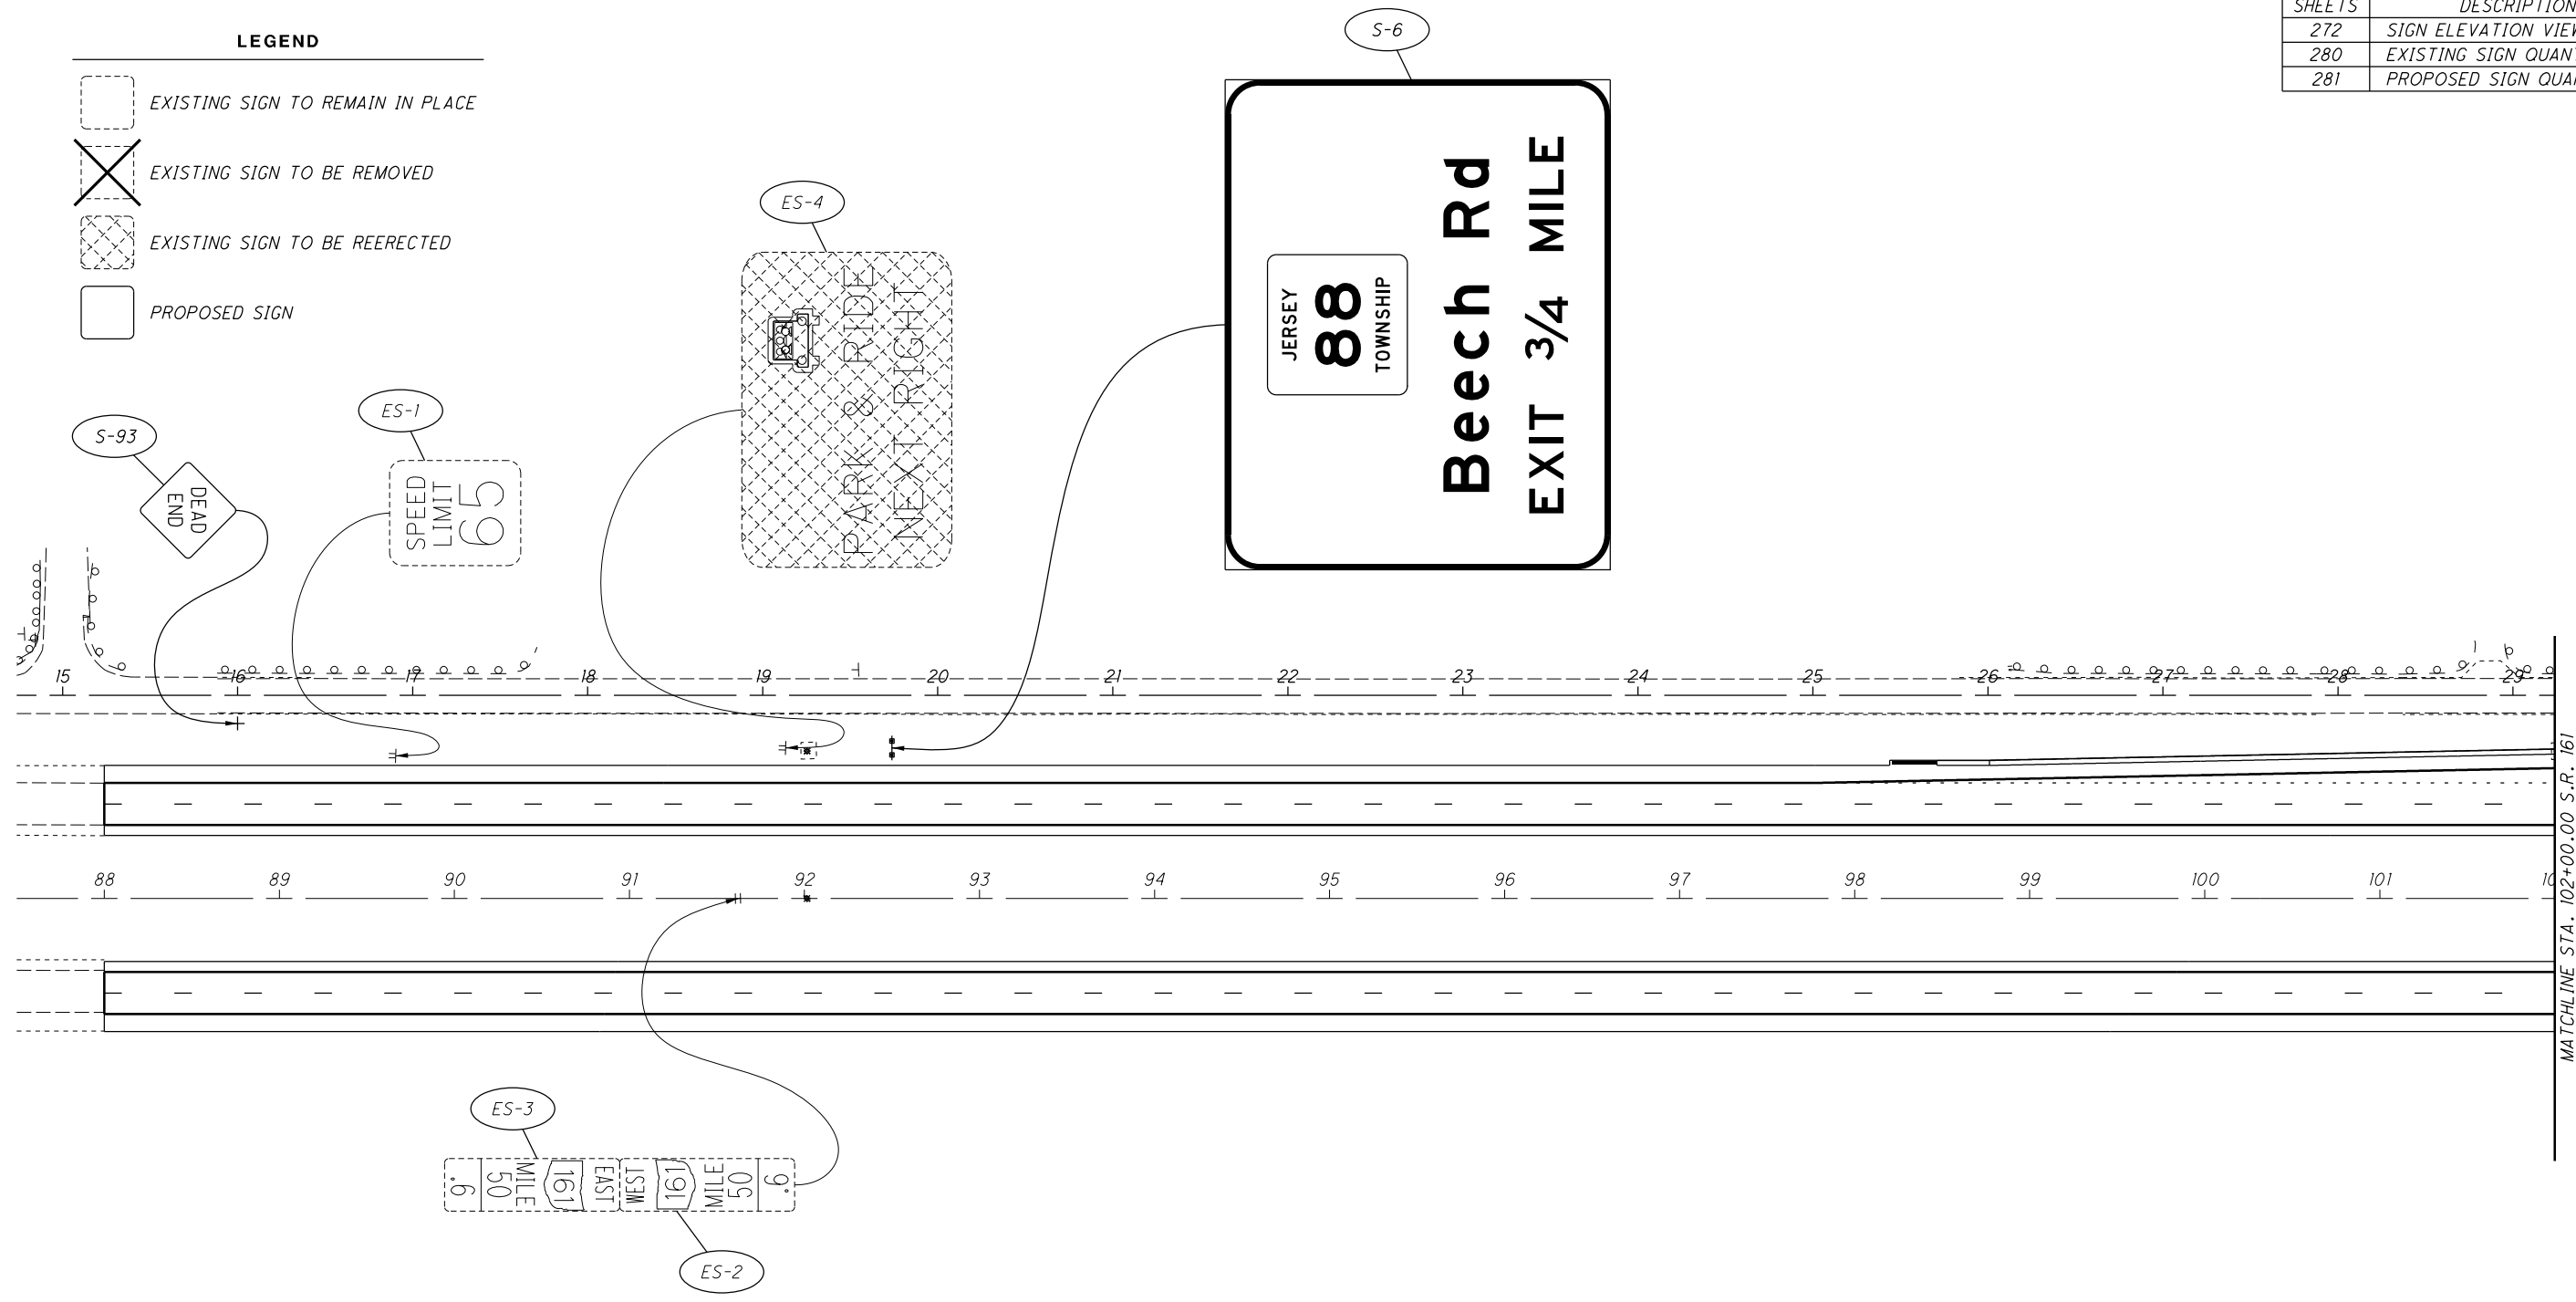 LEGEND
EXISTING SIGN TO REMAIN IN PLACE
EXISTING SIGN TO BE REMOVED
EXISTING SIGN TO BE REERECTED
PROPOSED SIGN
SHEETS DESCRIPTION
272 SIGN ELEVATION VIE
280 EXISTING SIGN QUAN
281 PROPOSED SIGN QUA
S-6
JERSEY
88
TOWNSHIP
Beech Rd
EXIT 3/4 MILE
ES-4
PARK & RIDE
NEXT RIGHT
ES-1
SPEED
LIMIT
65
S-93
DEAD
END
15 16 17 18 19 20 21 22 23 24 25 26 27 28 29
88 89 90 91 92 93 94 95 96 97 98 99 100 101 10
MATCHLINE STA. 102+00.00 S.R. 161
ES-3
EAST
161
MILE
50
.6
WEST
161
MILE
50
.6
ES-2